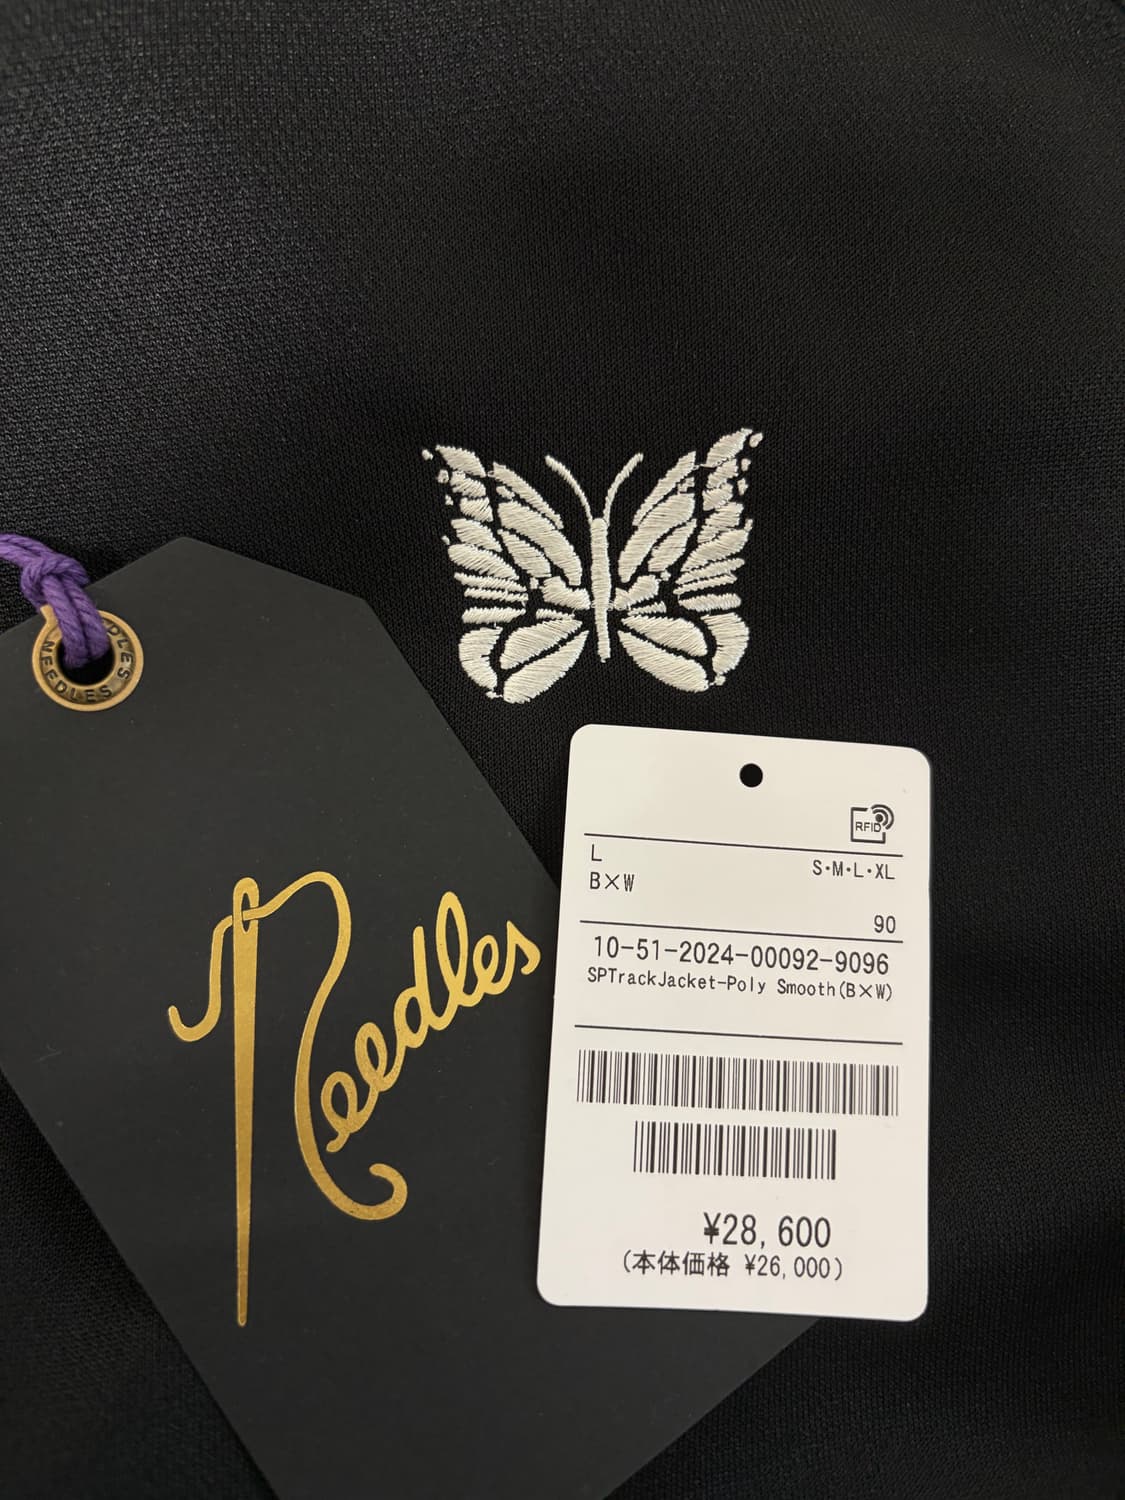 NEEDLES
Needles
RFID
L
S・M・L・XL
B×W
90
10-51-2024-00092-9096
SPTrackJacket-Poly Smooth(B×W)
¥28,600
(本体価格 ¥26,000)